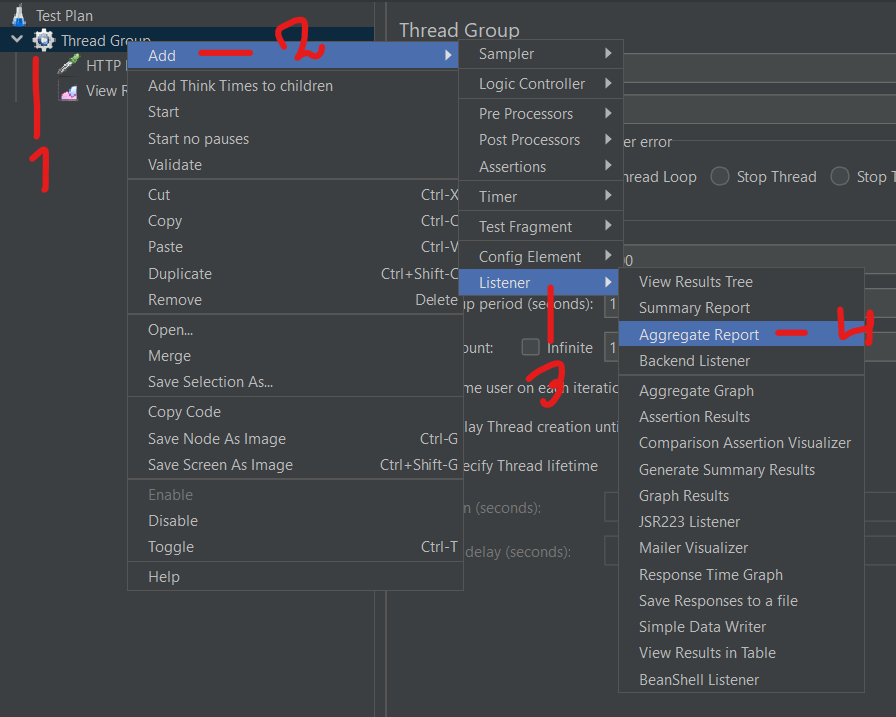 Test Plan
Thread Group
Thread Group
HTTP
View R
1
Add
2
Add Think Times to children
Start
Start no pauses
Validate
Cut Ctrl-X
Copy Ctrl-C
Paste Ctrl-V
Duplicate Ctrl+Shift-C
Remove Delete
Open...
Merge
Save Selection As...
Copy Code
Save Node As Image Ctrl-G
Save Screen As Image Ctrl+Shift-G
Enable
Disable
Toggle Ctrl-T
Help
Sampler
Logic Controller
Pre Processors
Post Processors
Assertions
Timer
Test Fragment
Config Element
Listener
3
er error
hread Loop Stop Thread Stop T
00
up period (seconds): 1
ount: Infinite 1
me user on each iteratio
lay Thread creation unti
ecify Thread lifetime
n (seconds):
delay (seconds):
View Results Tree
Summary Report
Aggregate Report
4
Backend Listener
Aggregate Graph
Assertion Results
Comparison Assertion Visualizer
Generate Summary Results
Graph Results
JSR223 Listener
Mailer Visualizer
Response Time Graph
Save Responses to a file
Simple Data Writer
View Results in Table
BeanShell Listener